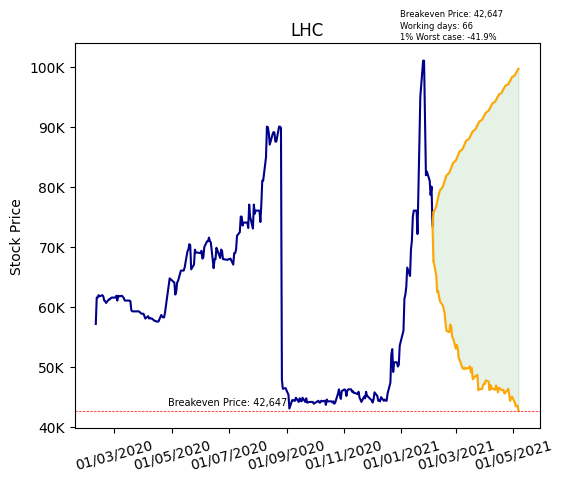 Breakeven Price: 42,647
Working days: 66
1% Worst case: -41.9%
LHC
Stock Price
100K
90K
80K
70K
60K
50K
40K
Breakeven Price: 42,647
01/03/2020
01/05/2020
01/07/2020
01/09/2020
01/11/2020
01/01/2021
01/03/2021
01/05/2021